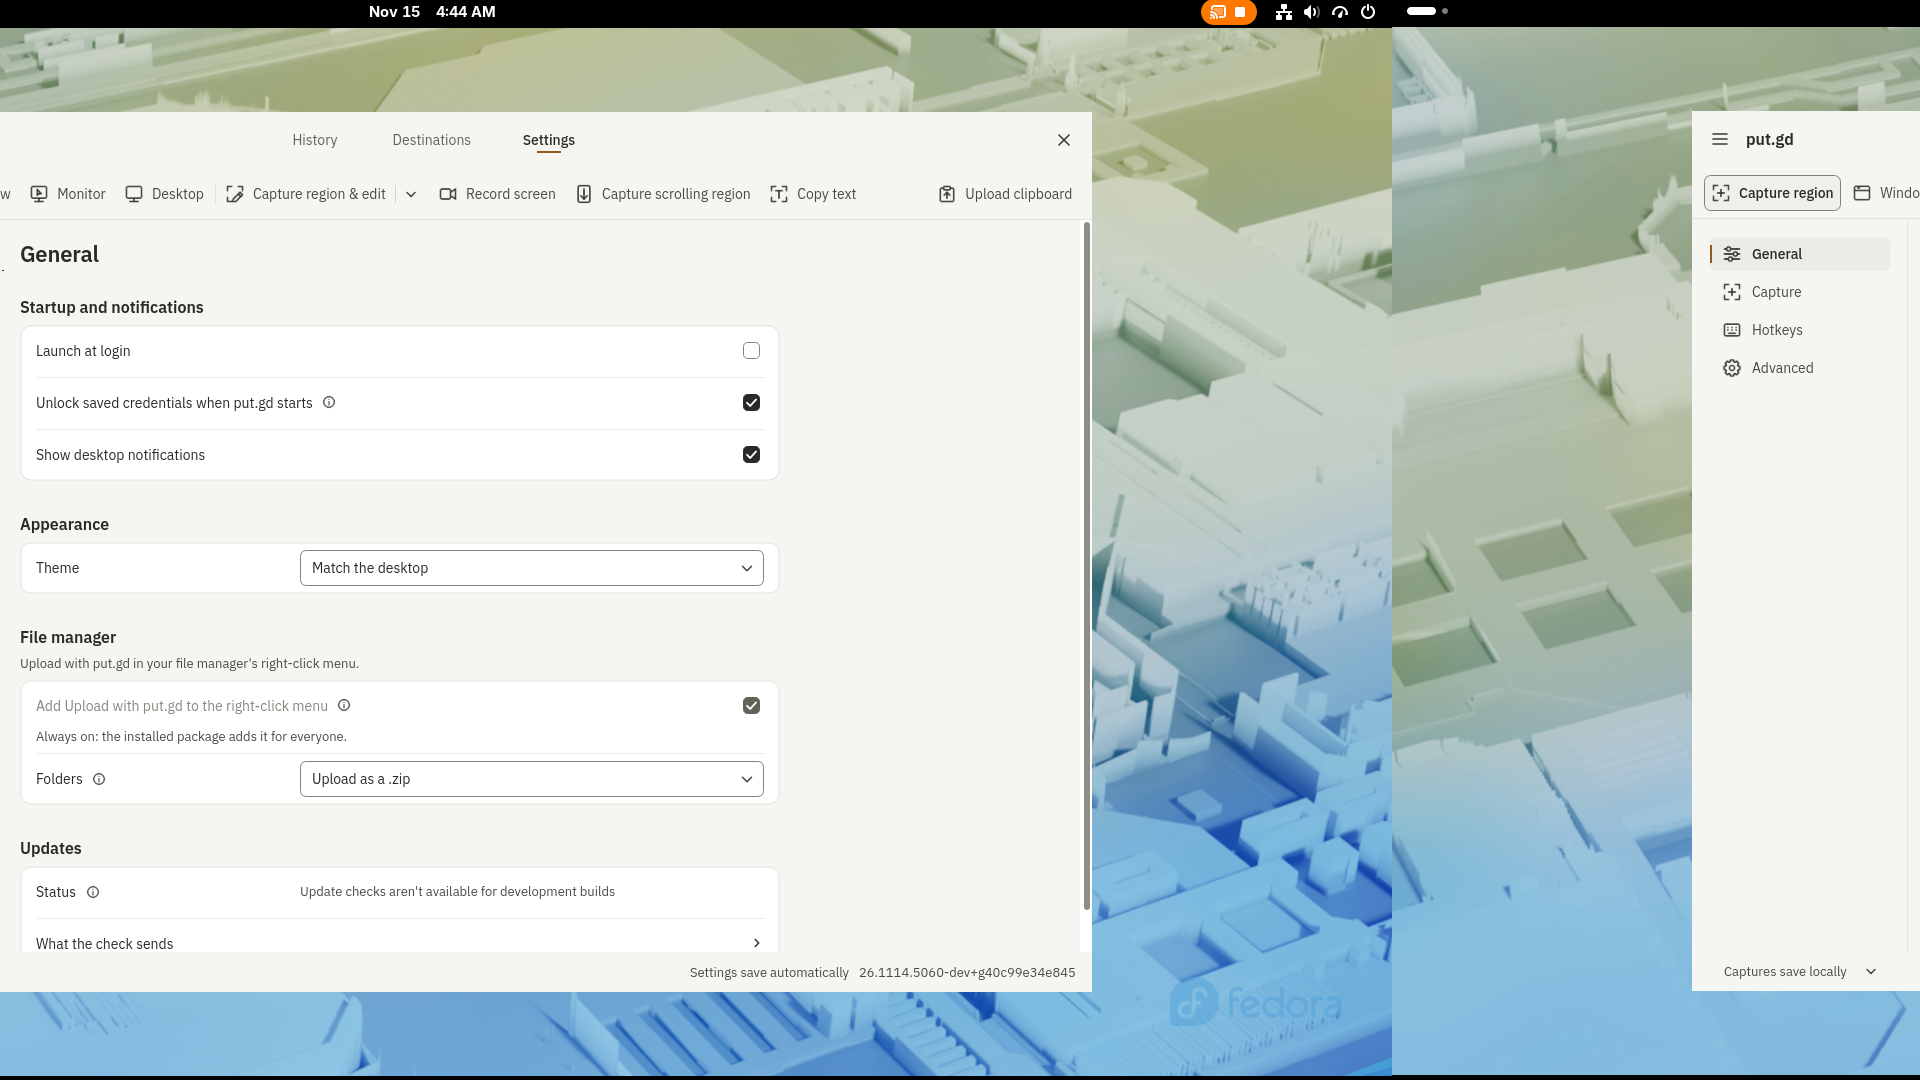 Nov 15 4:44 AM
History
Destinations
Settings
put.gd
w
Monitor
Desktop
Capture region & edit
Record screen
Capture scrolling region
Copy text
Upload clipboard
Capture region
Windo
General
Startup and notifications
Launch at login
Unlock saved credentials when put.gd starts
Show desktop notifications
Appearance
Theme
Match the desktop
File manager
Upload with put.gd in your file manager's right-click menu.
Add Upload with put.gd to the right-click menu
Always on: the installed package adds it for everyone.
Folders
Upload as a .zip
Updates
Status
Update checks aren't available for development builds
What the check sends
Settings save automatically
26.1114.5060-dev+g40c99e34e845
fedora
General
Capture
Hotkeys
Advanced
Captures save locally